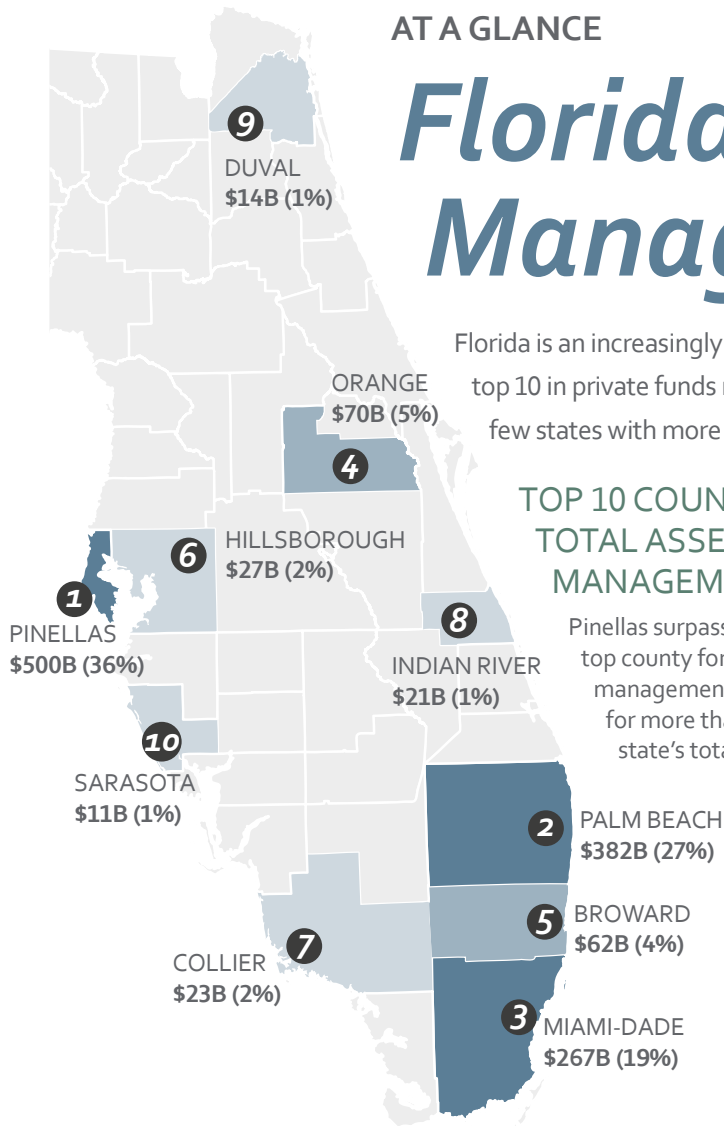 AT A GLANCE
Florida
Manag
Florida is an increasingly
top 10 in private funds
few states with more
TOP 10 COUN
TOTAL ASSE
MANAGEM
Pinellas surpass
top county for
management
for more tha
state's tota
9
DUVAL
$14B (1%)
ORANGE
$70B (5%)
4
6
HILLSBOROUGH
$27B (2%)
1
PINELLAS
$500B (36%)
8
INDIAN RIVER
$21B (1%)
10
SARASOTA
$11B (1%)
2
PALM BEACH
$382B (27%)
5
BROWARD
$62B (4%)
7
COLLIER
$23B (2%)
3
MIAMI-DADE
$267B (19%)